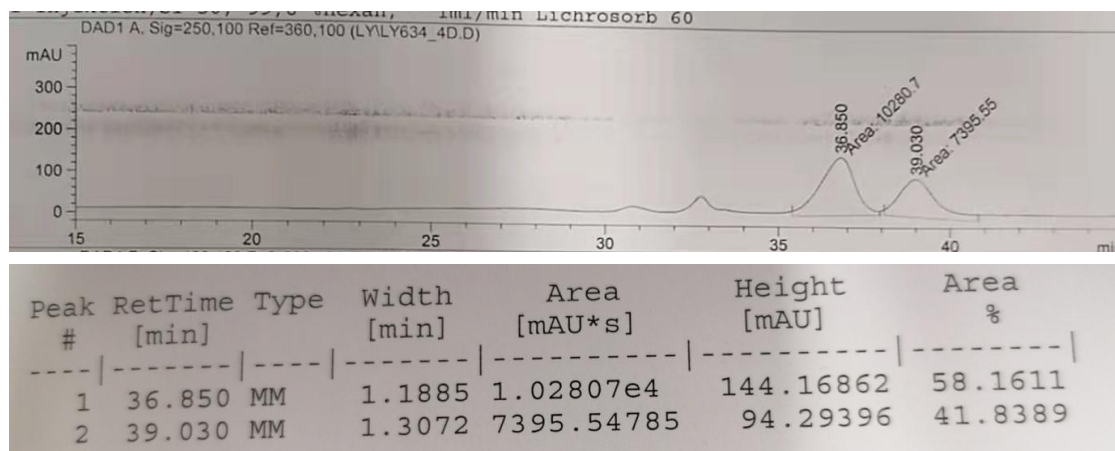 1ml/min Lichrosorb 60
DAD1 A, Sig=250,100 Ref=360,100 (LY\LY634_4D.D)
mAU
300
200
100
0
36.850
Area: 10280.7
39.030
Area: 7395.55
15 20 25 30 35 40
Peak RetTime Type Width Area Height Area
# [min] [min] [mAU*s] [mAU] %
----|-------|----|-------|----------|----------|--------|
1 36.850 MM 1.1885 1.02807e4 144.16862 58.1611
2 39.030 MM 1.3072 7395.54785 94.29396 41.8389